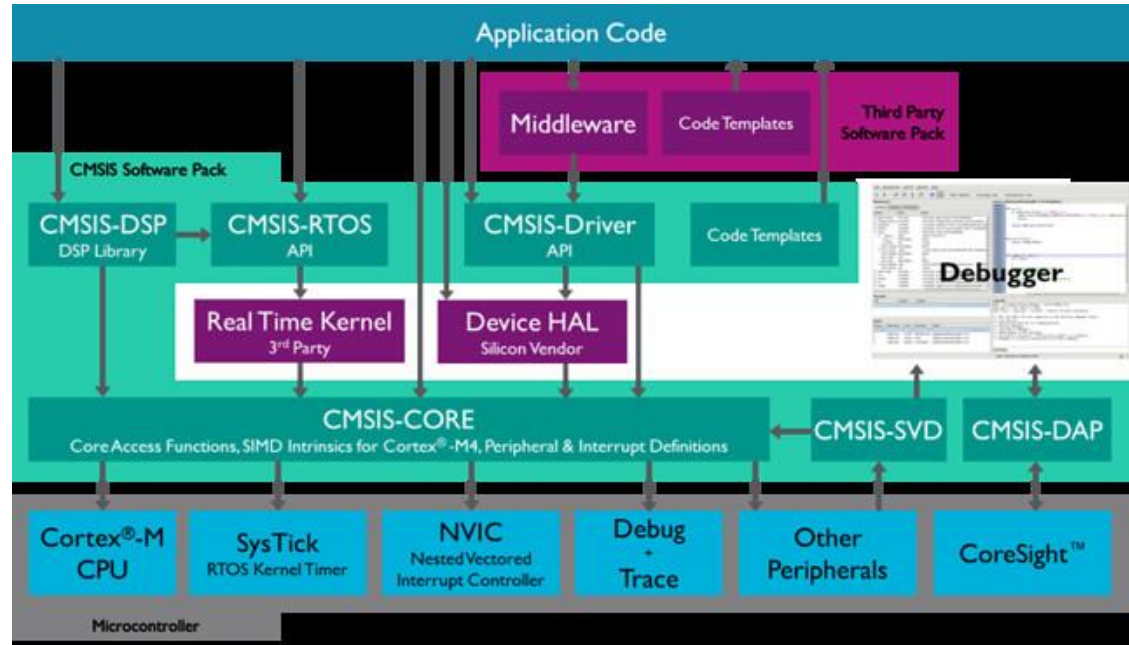 Application Code
Middleware
Code Templates
Third Party
Software Pack
CMSIS Software Pack
CMSIS-DSP
DSP Library
CMSIS-RTOS
API
CMSIS-Driver
API
Code Templates
Debugger
Real Time Kernel
3rd Party
Device HAL
Silicon Vendor
CMSIS-CORE
Core Access Functions, SIMD Intrinsics for Cortex®-M4, Peripheral & Interrupt Definitions
CMSIS-SVD
CMSIS-DAP
Cortex®-M
CPU
SysTick
RTOS Kernel Timer
NVIC
Nested Vectored
Interrupt Controller
Debug
+
Trace
Other
Peripherals
CoreSight™
Microcontroller